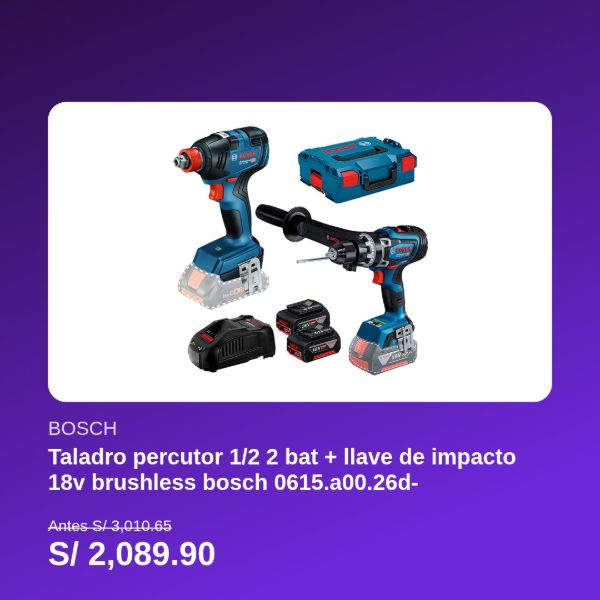 BOSCH
Taladro percutor 1/2 2 bat + llave de impacto
18v brushless bosch 0615.a00.26d-
Antes S/ 3,010.65
S/ 2,089.90